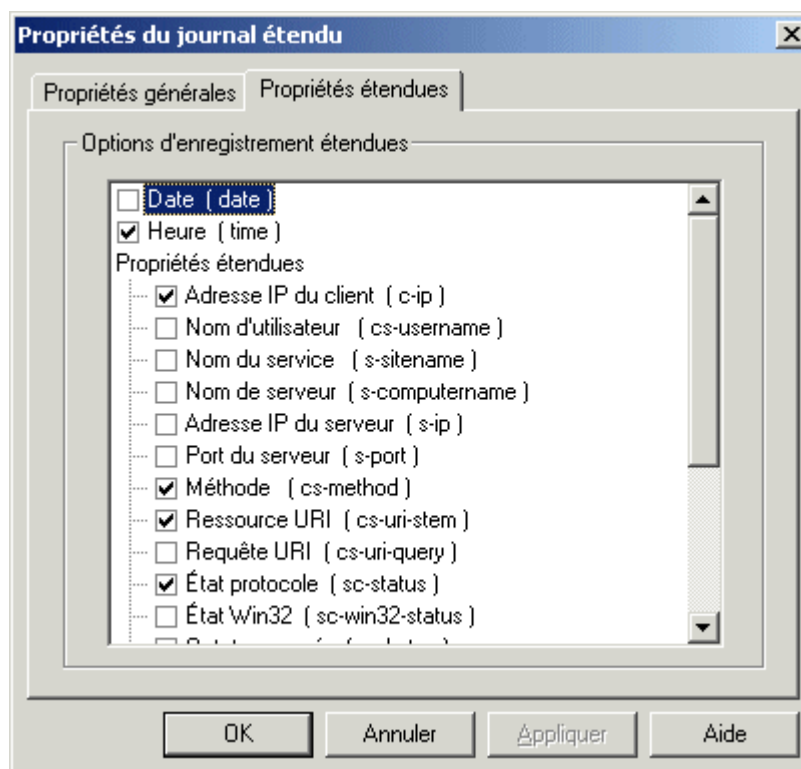 Propriétés du journal étendu
Propriétés générales
Propriétés étendues
Options d'enregistrement étendues
Date ( date )
Heure ( time )
Propriétés étendues
Adresse IP du client ( c-ip )
Nom d'utilisateur ( cs-username )
Nom du service ( s-sitename )
Nom de serveur ( s-computername )
Adresse IP du serveur ( s-ip )
Port du serveur ( s-port )
Méthode ( cs-method )
Ressource URI ( cs-uri-stem )
Requête URI ( cs-uri-query )
État protocole ( sc-status )
État Win32 ( sc-win32-status )
OK
Annuler
Appliquer
Aide